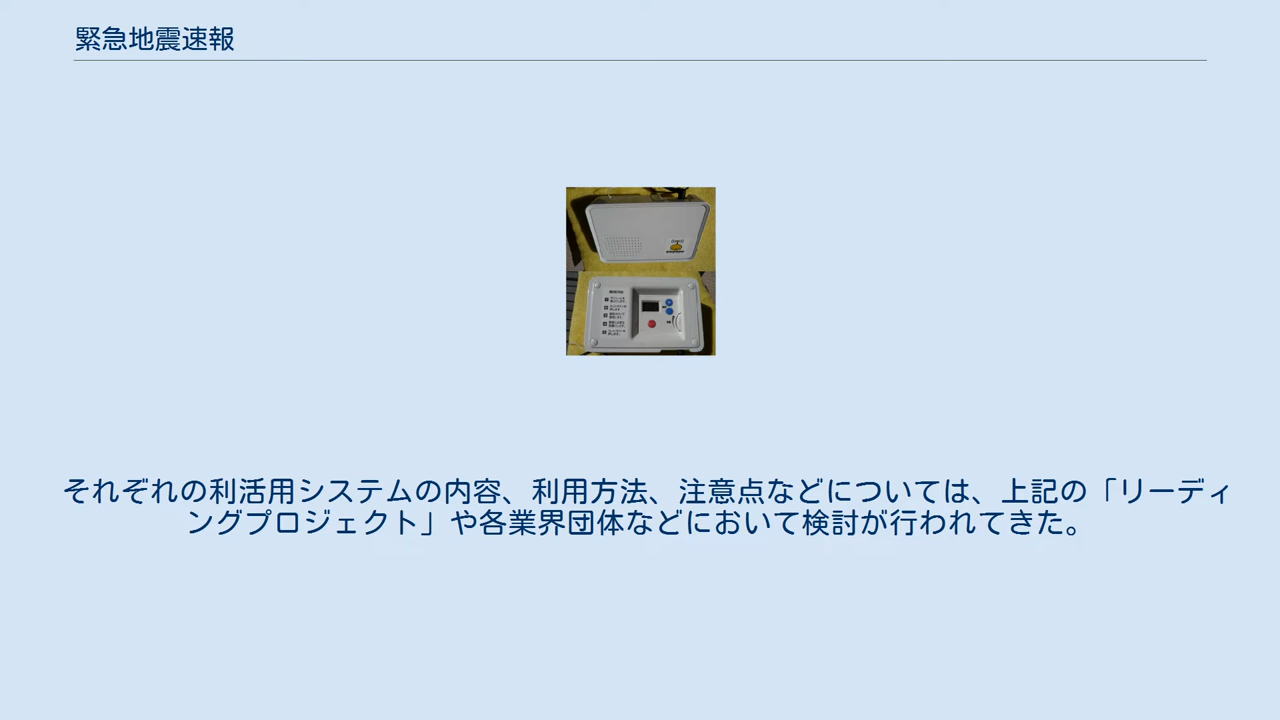 緊急地震速報
それぞれの利活用システムの内容、利用方法、注意点などについては、上記の「リーディ
ングプロジェクト」や各業界団体などにおいて検討が行われてきた。